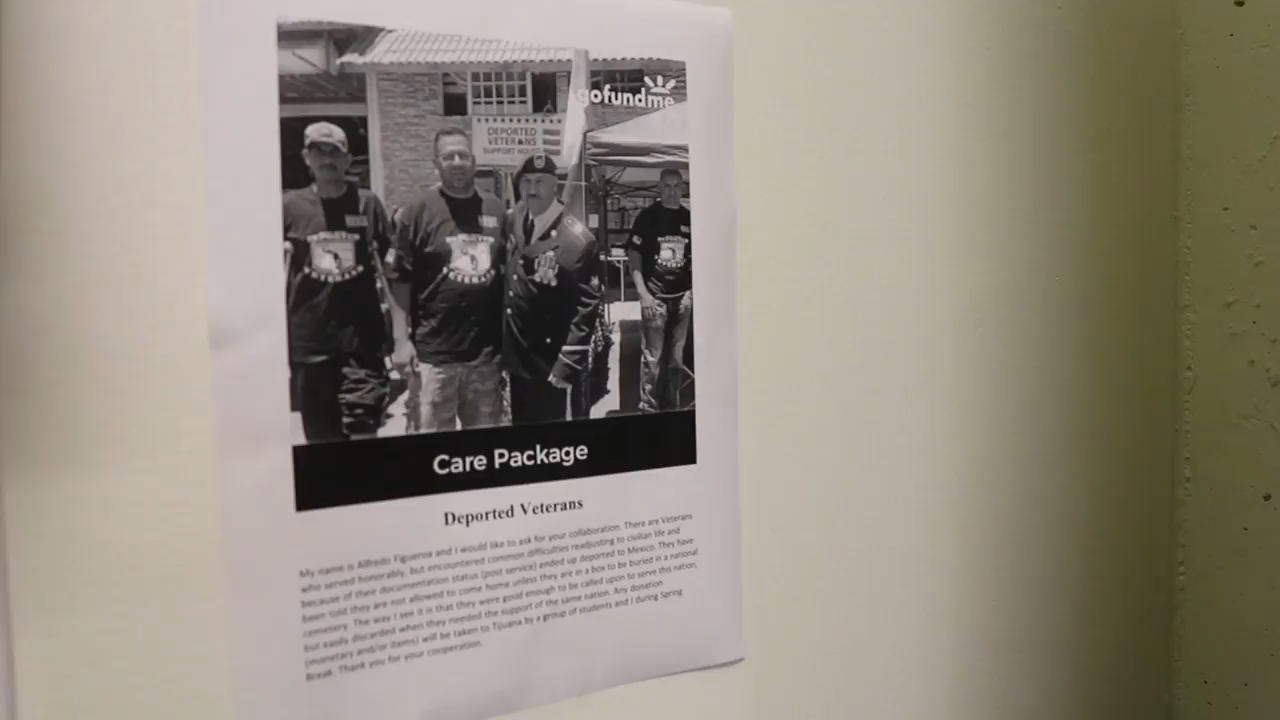 gofundme
DEPORTED
VETERANS
SUPPORT HOUSE
Care Package
Deported Veterans
My name is Alfredo Figueroa and I would like to ask for your collaboration. There are Veterans
who served honorably, but encountered common difficulties readjusting to civilian life and
because of their documentation status (post service) ended up deported to Mexico. They have
been told they are not allowed to come home unless they are in a box to be buried in a national
cemetery. The way I see it is that they were good enough to be called upon to serve this nation,
but easily discarded when they needed the support of the same nation. Any donation
(monetary and/or items) will be taken to Tijuana by a group of students and I during Spring
Break. Thank you for your cooperation.